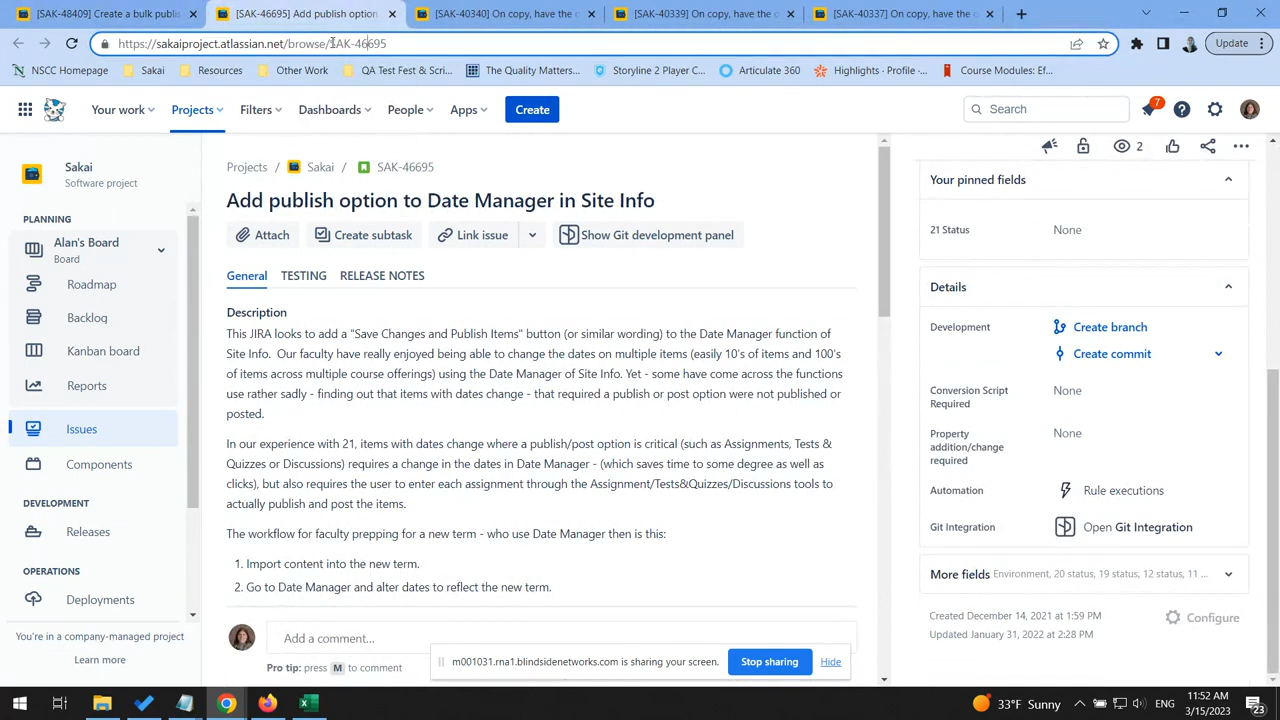 [SAK-48409] Create a bulk publis
[SAK-46695] Add publish option
[SAK-40340] On copy, have the c
[SAK-40339] On copy, have the c
[SAK-40337] On copy, have the c
https://sakaiproject.atlassian.net/browse/SAK-46695
Update
NSCC Homepage
Sakai
Resources
Other Work
QA Test Fest & Scri...
The Quality Matters...
Storyline 2 Player C...
Articulate 360
Highlights · Profile ·...
Course Modules: Ef...
Your work
Projects
Filters
Dashboards
People
Apps
Create
Search
7
Sakai
Software project
PLANNING
Alan's Board
Board
Roadmap
Backlog
Kanban board
Reports
Issues
Components
DEVELOPMENT
Releases
OPERATIONS
Deployments
You're in a company-managed project
Learn more
Projects / Sakai / SAK-46695
Add publish option to Date Manager in Site Info
Attach
Create subtask
Link issue
Show Git development panel
General
TESTING
RELEASE NOTES
Description
This JIRA looks to add a "Save Changes and Publish Items" button (or similar wording) to the Date Manager function of
Site Info.  Our faculty have really enjoyed being able to change the dates on multiple items (easily 10's of items and 100's
of items across multiple course offerings) using the Date Manager of Site Info. Yet - some have come across the functions
use rather sadly - finding out that items with dates change - that required a publish or post option were not published or
posted.
In our experience with 21, items with dates change where a publish/post option is critical (such as Assignments, Tests &
Quizzes or Discussions) requires a change in the dates in Date Manager - (which saves time to some degree as well as
clicks), but also requires the user to enter each assignment through the Assignment/Tests&Quizzes/Discussions tools to
actually publish and post the items.
The workflow for faculty prepping for a new term - who use Date Manager then is this:
1. Import content into the new term.
2. Go to Date Manager and alter dates to reflect the new term.
Add a comment...
Pro tip: press M to comment
2
Your pinned fields
21 Status
None
Details
Development
Create branch
Create commit
Conversion Script
Required
None
Property
addition/change
required
None
Automation
Rule executions
Git Integration
Open Git Integration
More fields Environment, 20 status, 19 status, 12 status, 11 ...
Created December 14, 2021 at 1:59 PM
Updated January 31, 2022 at 2:28 PM
Configure
m001031.rna1.blindsidenetworks.com is sharing your screen.
Stop sharing
Hide
33°F Sunny
ENG
11:52 AM
3/15/2023
23